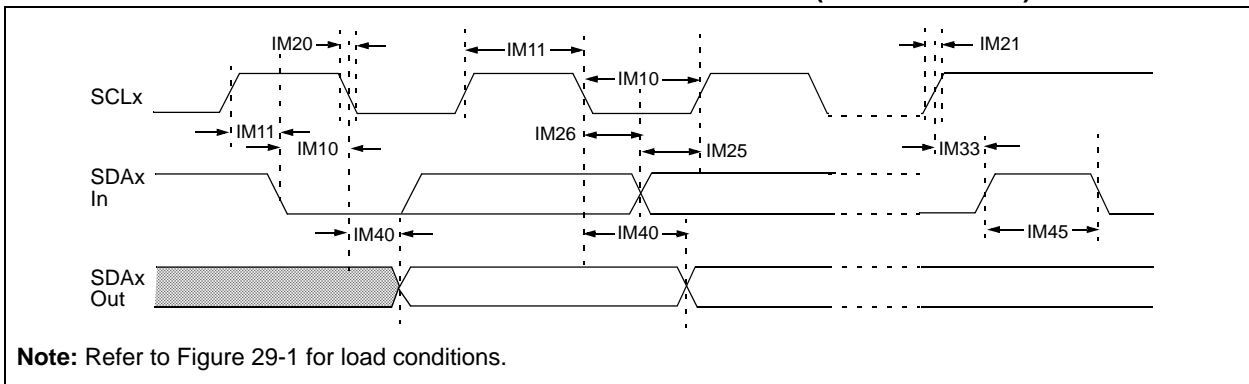 IM20
IM11
IM21
IM10
SCLx
IM11
IM26
IM10
IM25
IM33
SDAx
In
IM40
IM40
IM45
SDAx
Out
Note: Refer to Figure 29-1 for load conditions.